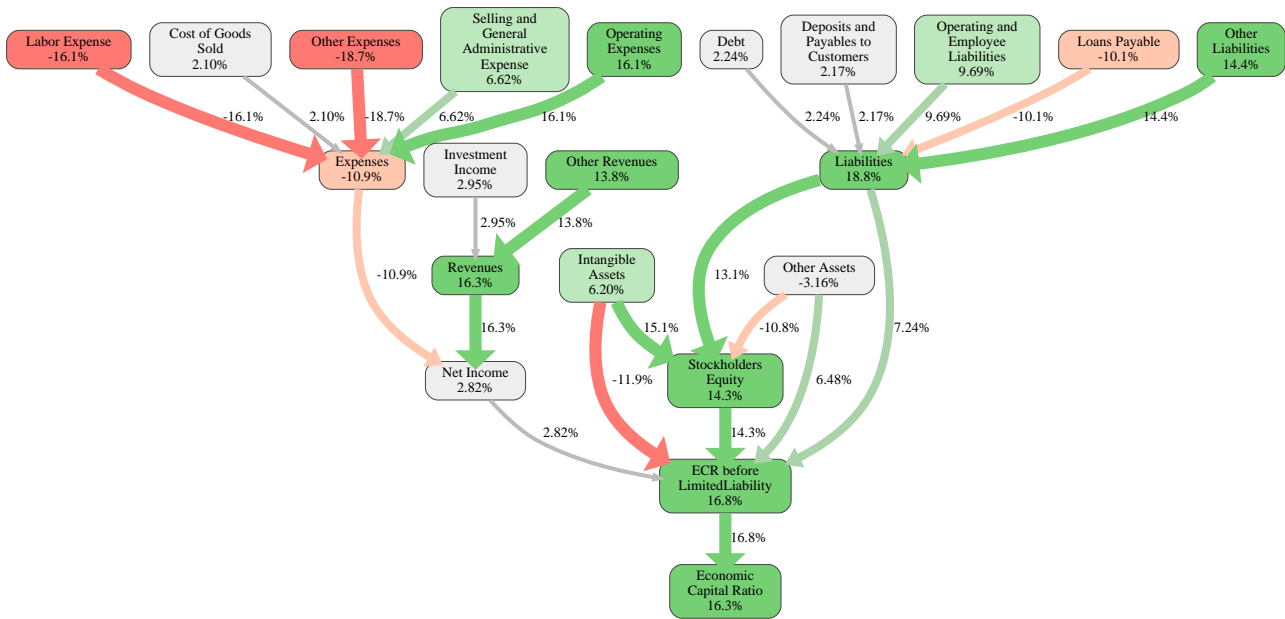 Labor Expense
-16.1%
Cost of Goods
Sold
2.10%
Other Expenses
-18.7%
Selling and
General
Administrative
Expense
6.62%
Operating
Expenses
16.1%
Debt
2.24%
Deposits and
Payables to
Customers
2.17%
Operating and
Employee
Liabilities
9.69%
Loans Payable
-10.1%
Other
Liabilities
14.4%
-16.1%
2.10%
-18.7%
6.62%
16.1%
2.24%
2.17%
9.69%
-10.1%
14.4%
Expenses
-10.9%
Investment
Income
2.95%
Other Revenues
13.8%
Liabilities
18.8%
2.95%
13.8%
-10.9%
Revenues
16.3%
Intangible
Assets
6.20%
13.1%
Other Assets
-3.16%
16.3%
15.1%
-10.8%
7.24%
Net Income
2.82%
-11.9%
Stockholders
Equity
14.3%
6.48%
2.82%
14.3%
ECR before
LimitedLiability
16.8%
16.8%
Economic
Capital Ratio
16.3%